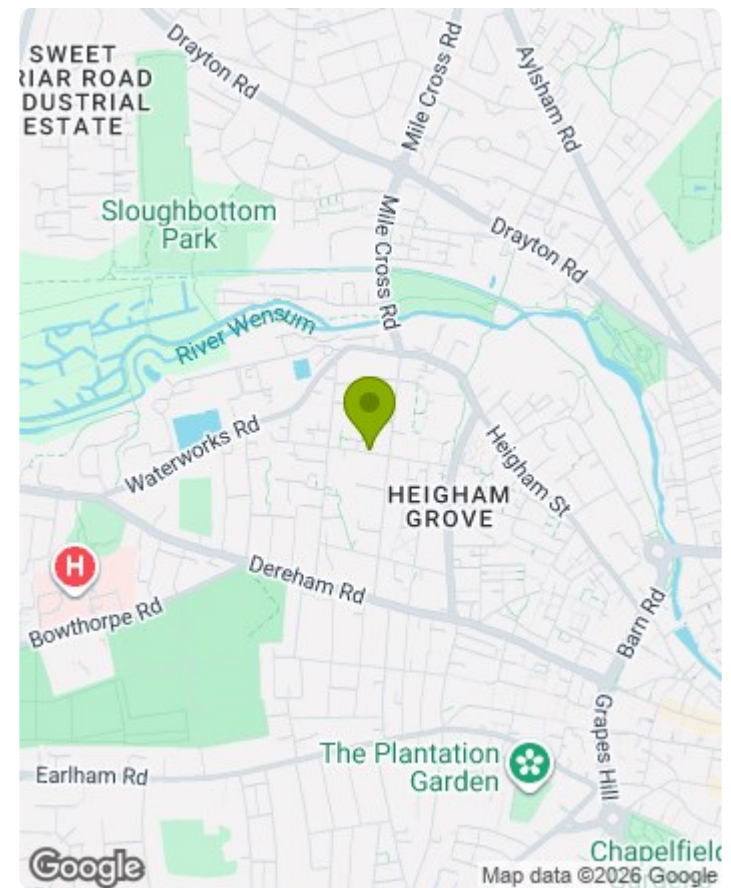 SWEET
RIAR ROAD
DUSTRIAL
ESTATE
Drayton Rd
Mile Cross Rd
Aylsham Rd
Sloughbottom
Park
Mile Cross Rd
Drayton Rd
River Wensum
Waterworks Rd
Heigham St
HEIGHAM
GROVE
H
Dereham Rd
Bowthorpe Rd
Barn Rd
Grapes Hill
The Plantation
Garden
Earlham Rd
Chapelfield
Google
Map data ©2026 Google